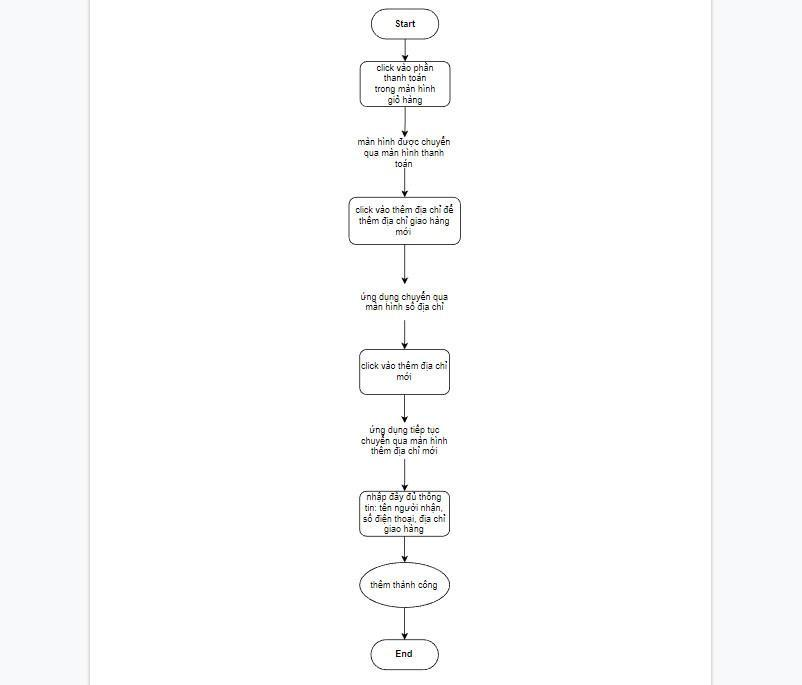 Start
click vào phần
thanh toán
trong màn hình
giỏ hàng
màn hình được chuyển
qua màn hình thanh
toán
click vào thêm địa chỉ để
thêm địa chỉ giao hàng
mới
ứng dụng chuyển qua
màn hình sổ địa chỉ
click vào thêm địa chỉ
mới
ứng dụng tiếp tục
chuyển qua màn hình
thêm địa chỉ mới
nhập đầy đủ thông
tin: tên người nhận,
số điện thoại, địa chỉ
giao hàng
thêm thành công
End